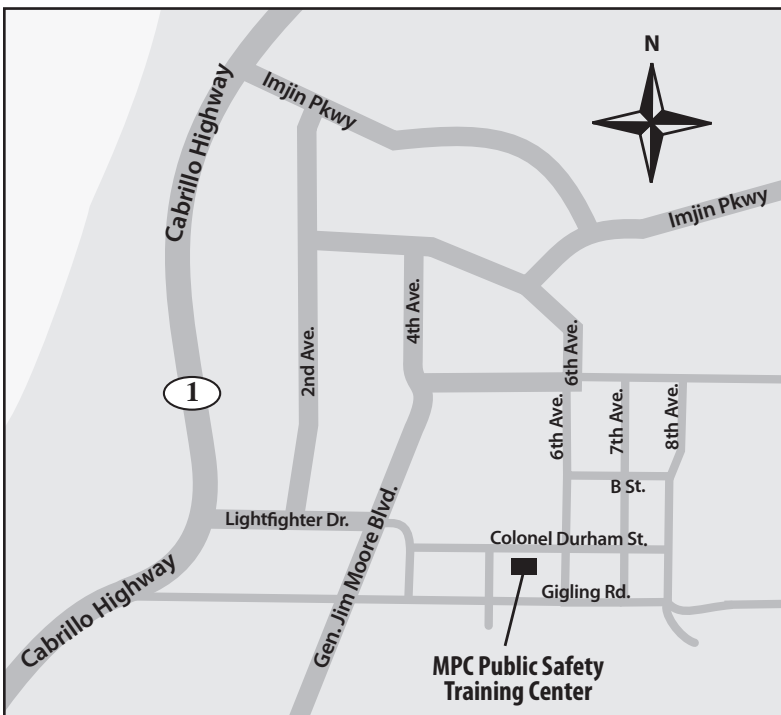 N
Imjin Pkwy
Cabrillo Highway
Imjin Pkwy
4th Ave.
2nd Ave.
6th Ave.
1
6th Ave.
7th Ave.
8th Ave.
B St.
Lightfighter Dr.
Gen. Jim Moore Blvd.
Colonel Durham St.
Cabrillo Highway
Gigling Rd.
MPC Public Safety
Training Center